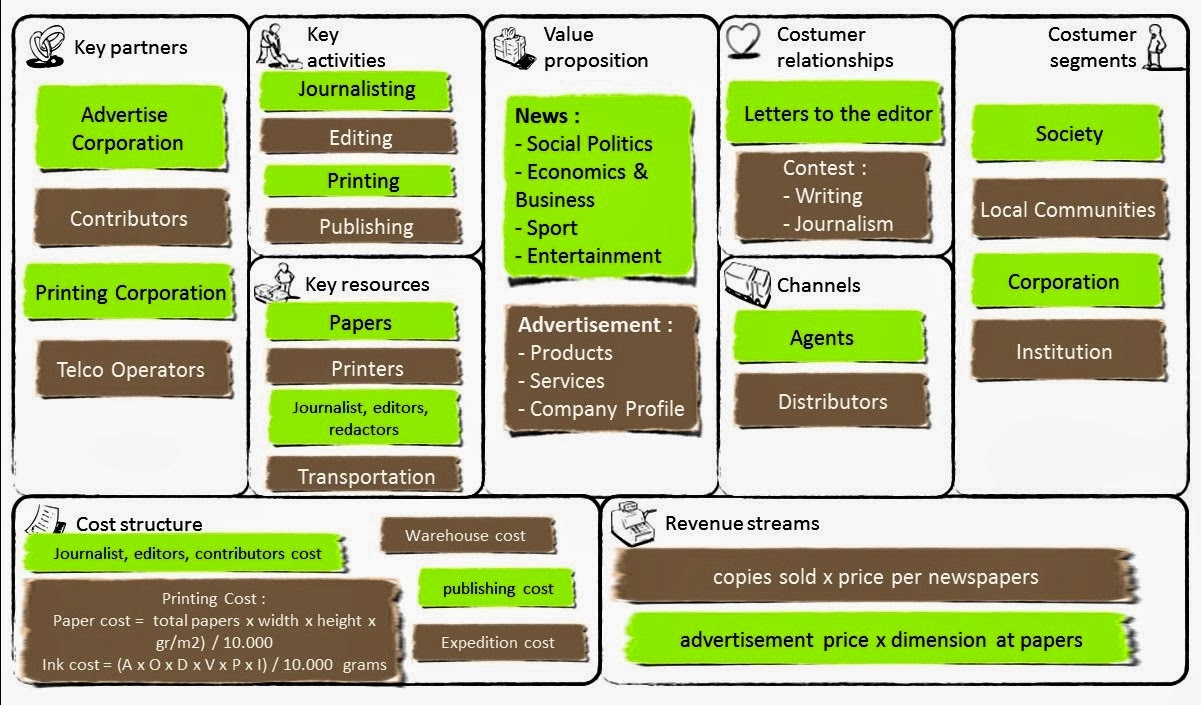 Key partners
Advertise
Corporation
Contributors
Printing Corporation
Telco Operators
Key
activities
Journalisting
Editing
Printing
Publishing
Key resources
Papers
Printers
Journalist, editors,
redactors
Transportation
Value
proposition
News :
- Social Politics
- Economics &
Business
- Sport
- Entertainment
Advertisement :
- Products
- Services
- Company Profile
Costumer
relationships
Letters to the editor
Contest :
- Writing
- Journalism
Channels
Agents
Distributors
Costumer
segments
Society
Local Communities
Corporation
Institution
Cost structure
Journalist, editors, contributors cost
Printing Cost :
Paper cost = total papers x width x height x
gr/m2) / 10.000
Ink cost = (A x O x D x V x P x I) / 10.000 grams
Warehouse cost
publishing cost
Expedition cost
Revenue streams
copies sold x price per newspapers
advertisement price x dimension at papers